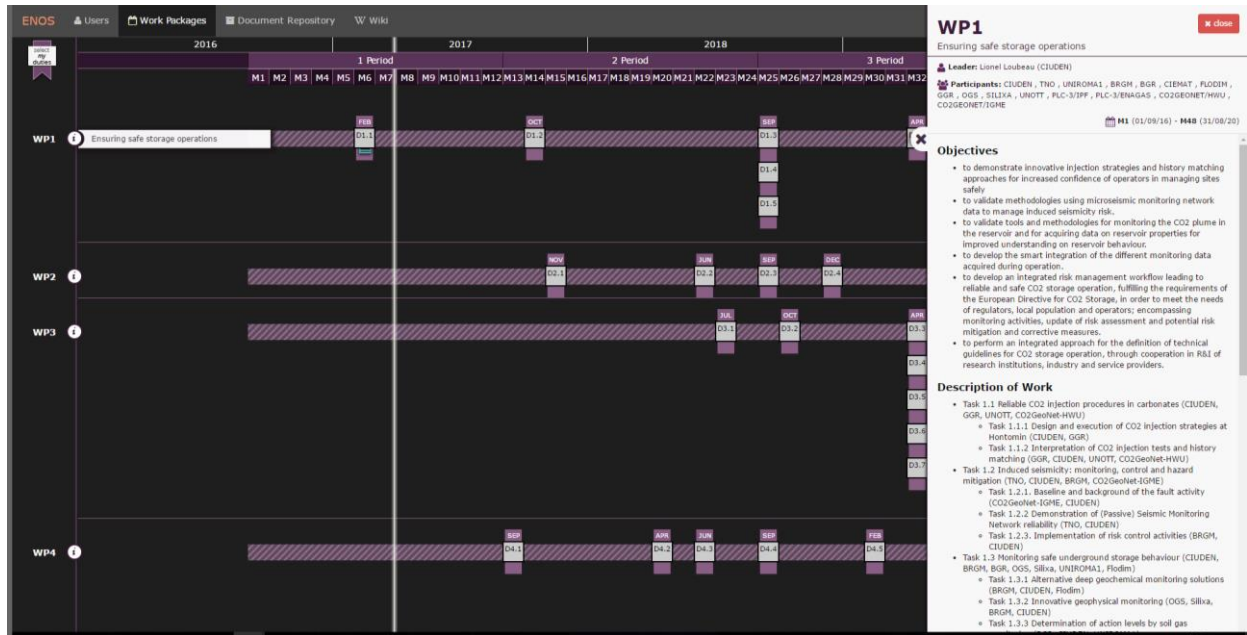 ENOS Users Work Packages Document Repository Wiki
select
my
duties
2016 2017 2018
1 Period 2 Period 3 Period
M1 M2 M3 M4 M5 M6 M7 M8 M9 M10 M11 M12 M13 M14 M15 M16 M17 M18 M19 M20 M21 M22 M23 M24 M25 M26 M27 M28 M29 M30 M31 M32
FEB OCT SEP APR
WP1 Ensuring safe storage operations D1.1 D1.2 D1.3
D1.4
D1.5
NOV JUN SEP DEC
WP2 D2.1 D2.2 D2.3 D2.4
JUL OCT APR
WP3 D3.1 D3.2 D3.3
D3.4
D3.5
D3.6
D3.7
SEP APR JUN SEP FEB
WP4 D4.1 D4.2 D4.3 D4.4 D4.5
WP1
close
Ensuring safe storage operations
Leader: Lionel Loubeau (CIUDEN)
Participants: CIUDEN , TNO , UNIROMA1 , BRGM , BGR , CIEMAT , FLODIM ,
GGR , OGS , SILIXA , UNOTT , PLC-3/IPF , PLC-3/ENAGAS , CO2GEONET/HWU ,
CO2GEONET/IGME
M1 (01/09/16) - M48 (31/08/20)
Objectives
• to demonstrate innovative injection strategies and history matching
approaches for increased confidence of operators in managing sites
safely
• to validate methodologies using microseismic monitoring network
data to manage induced seismicity risk.
• to validate tools and methodologies for monitoring the CO2 plume in
the reservoir and for acquiring data on reservoir properties for
improved understanding on reservoir behaviour.
• to develop the smart integration of the different monitoring data
acquired during operation.
• to develop an integrated risk management workflow leading to
reliable and safe CO2 storage operation, fulfilling the requirements of
the European Directive for CO2 Storage, in order to meet the needs
of regulators, local population and operators; encompassing
monitoring activities, update of risk assessment and potential risk
mitigation and corrective measures.
• to perform an integrated approach for the definition of technical
guidelines for CO2 storage operation, through cooperation in R&I of
research institutions, industry and service providers.
Description of Work
• Task 1.1 Reliable CO2 injection procedures in carbonates (CIUDEN,
GGR, UNOTT, CO2GeoNet-HWU)
Task 1.1.1 Design and execution of CO2 injection strategies at
Hontomin (CIUDEN, GGR)
Task 1.1.2 Interpretation of CO2 injection tests and history
matching (GGR, CIUDEN, UNOTT, CO2GeoNet-HWU)
• Task 1.2 Induced seismicity: monitoring, control and hazard
mitigation (TNO, CIUDEN, BRGM, CO2GeoNet-IGME)
Task 1.2.1. Baseline and background of the fault activity
(CO2GeoNet-IGME, CIUDEN)
Task 1.2.2 Demonstration of (Passive) Seismic Monitoring
Network reliability (TNO, CIUDEN)
Task 1.2.3. Implementation of risk control activities (BRGM,
CIUDEN)
• Task 1.3 Monitoring safe underground storage behaviour (CIUDEN,
BRGM, BGR, OGS, Silixa, UNIROMA1, Flodim)
Task 1.3.1 Alternative deep geochemical monitoring solutions
(BRGM, CIUDEN, Flodim)
Task 1.3.2 Innovative geophysical monitoring (OGS, Silixa,
BRGM, CIUDEN)
Task 1.3.3 Determination of action levels by soil gas